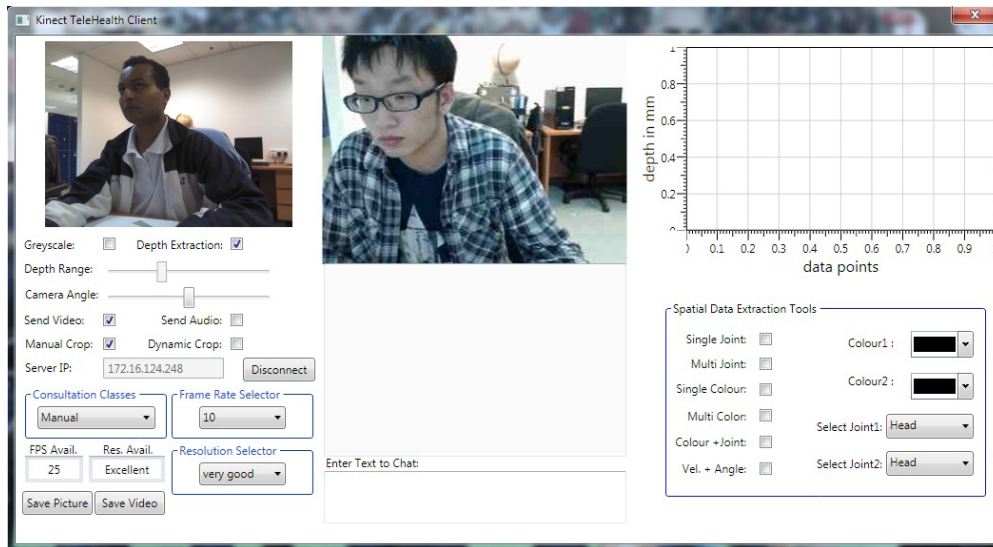 Kinect TeleHealth Client
x
Greyscale: Depth Extraction:
Depth Range:
Camera Angle:
Send Video: Send Audio:
Manual Crop: Dynamic Crop:
Server IP: 172.16.124.248 Disconnect
Consultation Classes
Manual
Frame Rate Selector
10
FPS Avail. Res. Avail.
25 Excellent
Resolution Selector
very good
Save Picture Save Video
Enter Text to Chat:
depth in mm
0.8
0.6
0.4
0.2
0.1 0.2 0.3 0.4 0.5 0.6 0.7 0.8 0.9
data points
Spatial Data Extraction Tools
Single Joint:
Multi Joint:
Single Colour:
Multi Color:
Colour +Joint:
Vel. + Angle:
Colour1 :
Colour2 :
Select Joint1: Head
Select Joint2: Head